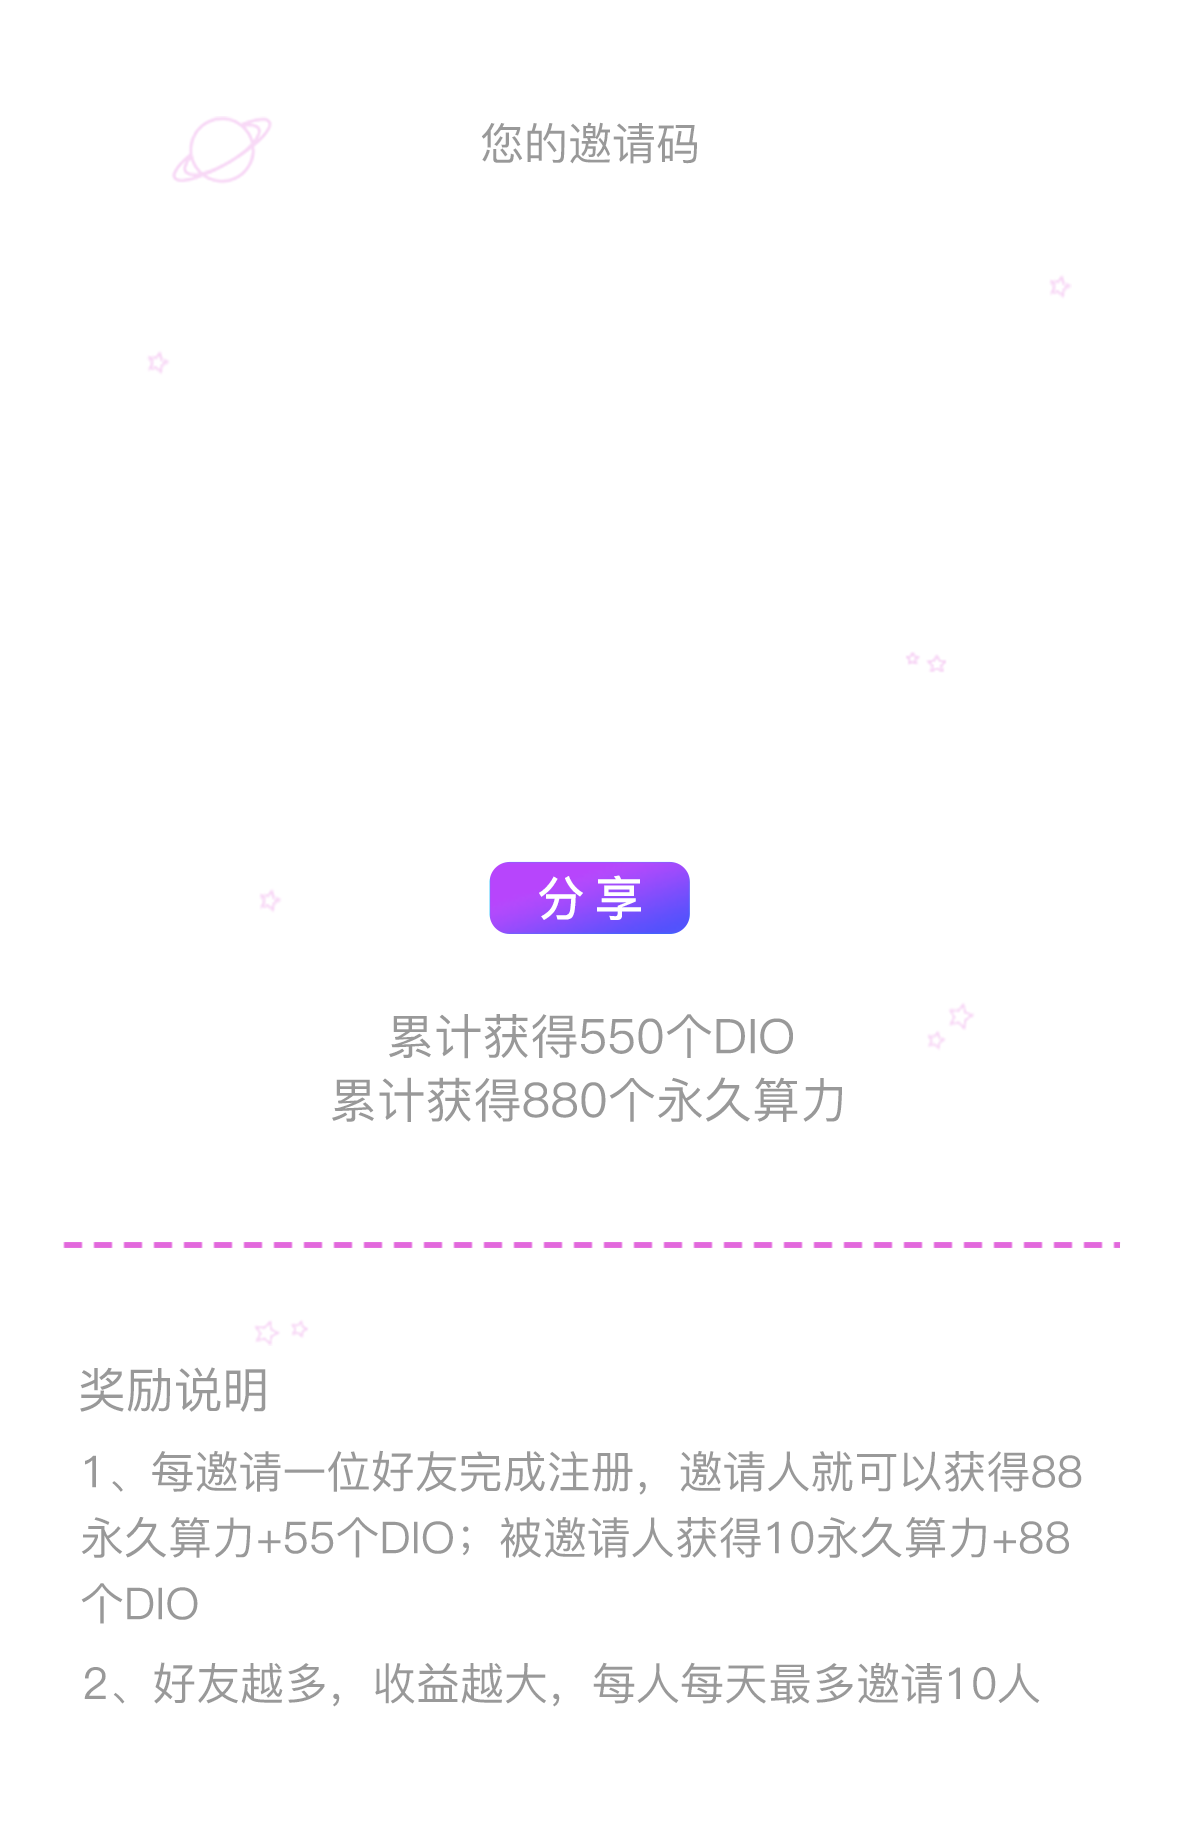 您的邀请码
分享
累计获得550个DIO
累计获得880个永久算力
奖励说明
1、每邀请一位好友完成注册，邀请人就可以获得88
永久算力+55个DIO；被邀请人获得10永久算力+88
个DIO
2、好友越多，收益越大，每人每天最多邀请10人